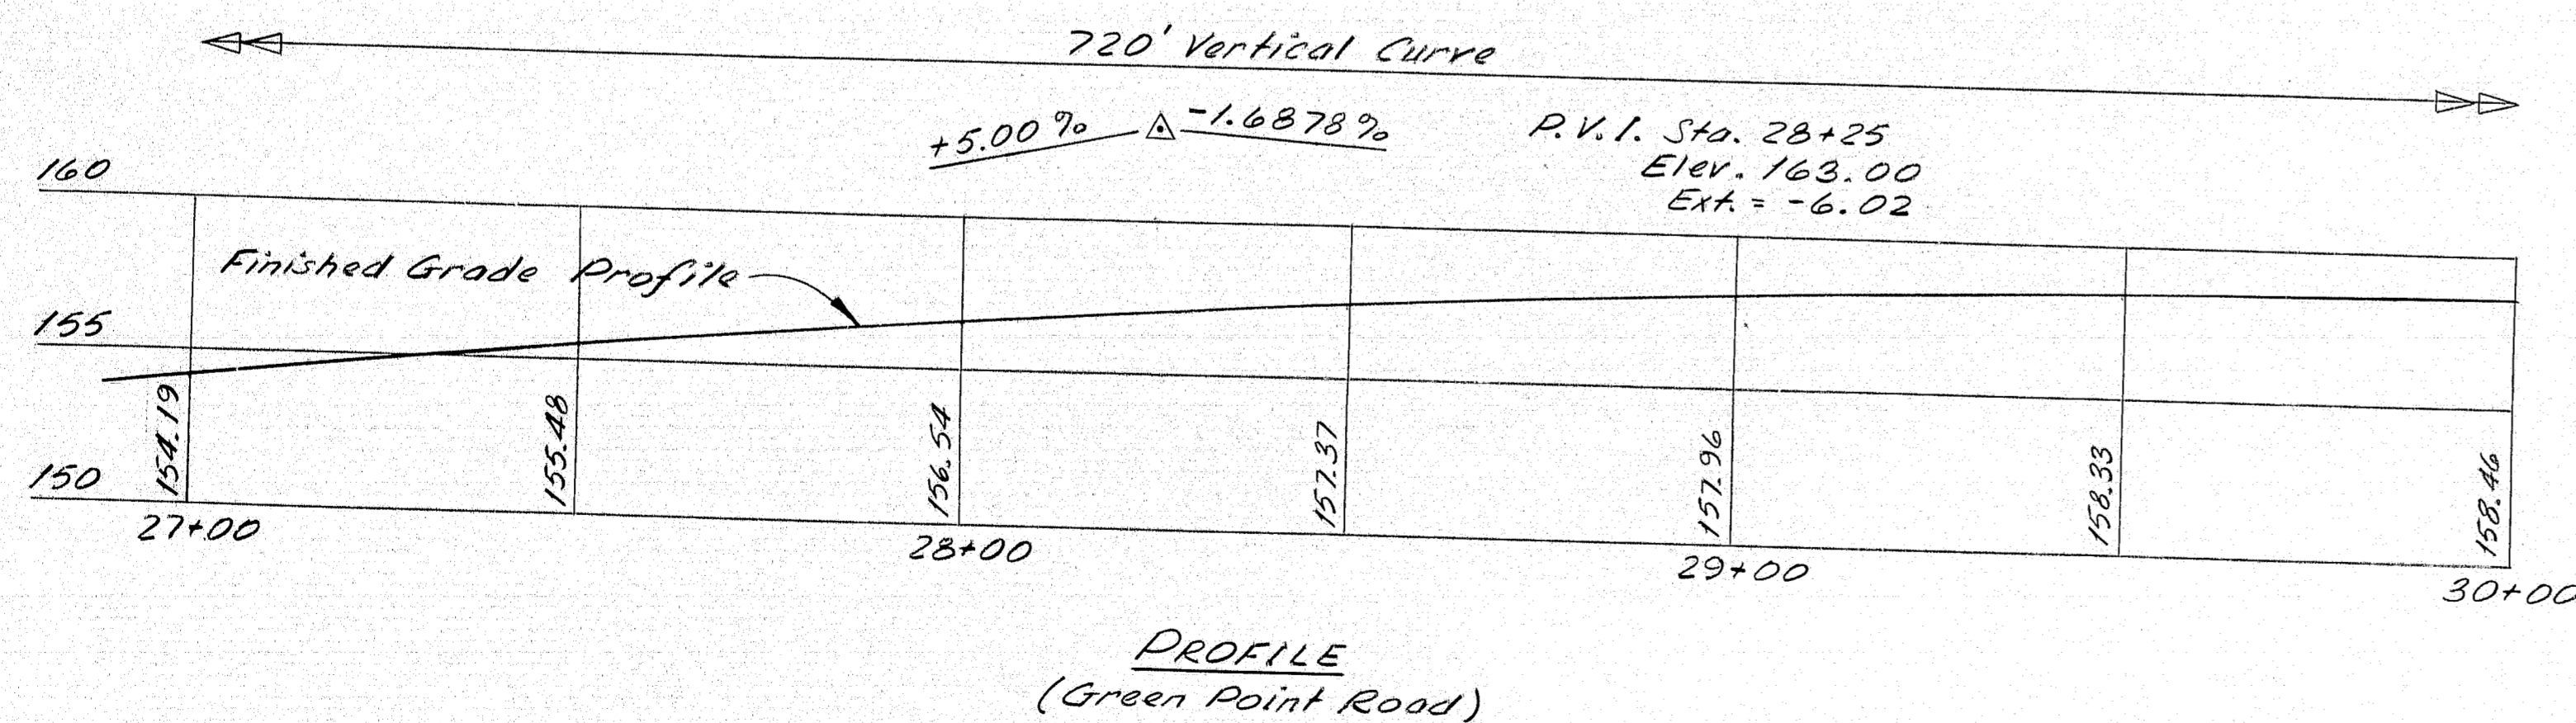 720' Vertical Curve
+5.00 % -1.6878 %
P.V.I. Sta. 28+25
Elev. 163.00
Ext. = -6.02
160
Finished Grade Profile
155
150
154.19
155.48
156.54
157.37
157.96
158.33
158.46
27+00
28+00
29+00
30+00
PROFILE
(Green Point Road)